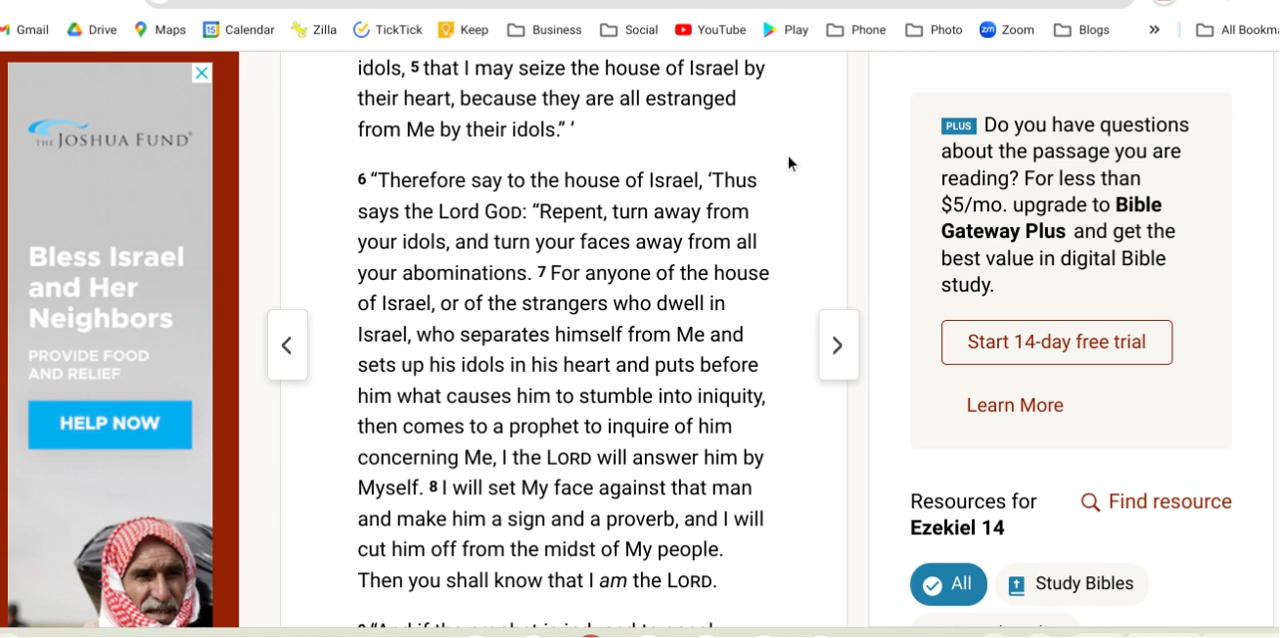 Gmail Drive Maps Calendar Zilla TickTick Keep Business Social YouTube Play Phone Photo Zoom Blogs » All Bookm
THE JOSHUA FUND
Bless Israel
and Her
Neighbors
PROVIDE FOOD
AND RELIEF
HELP NOW
idols, 5 that I may seize the house of Israel by
their heart, because they are all estranged
from Me by their idols.” ’
6 “Therefore say to the house of Israel, ‘Thus
says the Lord GOD: “Repent, turn away from
your idols, and turn your faces away from all
your abominations. 7 For anyone of the house
of Israel, or of the strangers who dwell in
Israel, who separates himself from Me and
sets up his idols in his heart and puts before
him what causes him to stumble into iniquity,
then comes to a prophet to inquire of him
concerning Me, I the LORD will answer him by
Myself. 8 I will set My face against that man
and make him a sign and a proverb, and I will
cut him off from the midst of My people.
Then you shall know that I am the LORD.
PLUS Do you have questions
about the passage you are
reading? For less than
$5/mo. upgrade to Bible
Gateway Plus and get the
best value in digital Bible
study.
Start 14-day free trial
Learn More
Resources for
Ezekiel 14
Find resource
All
Study Bibles